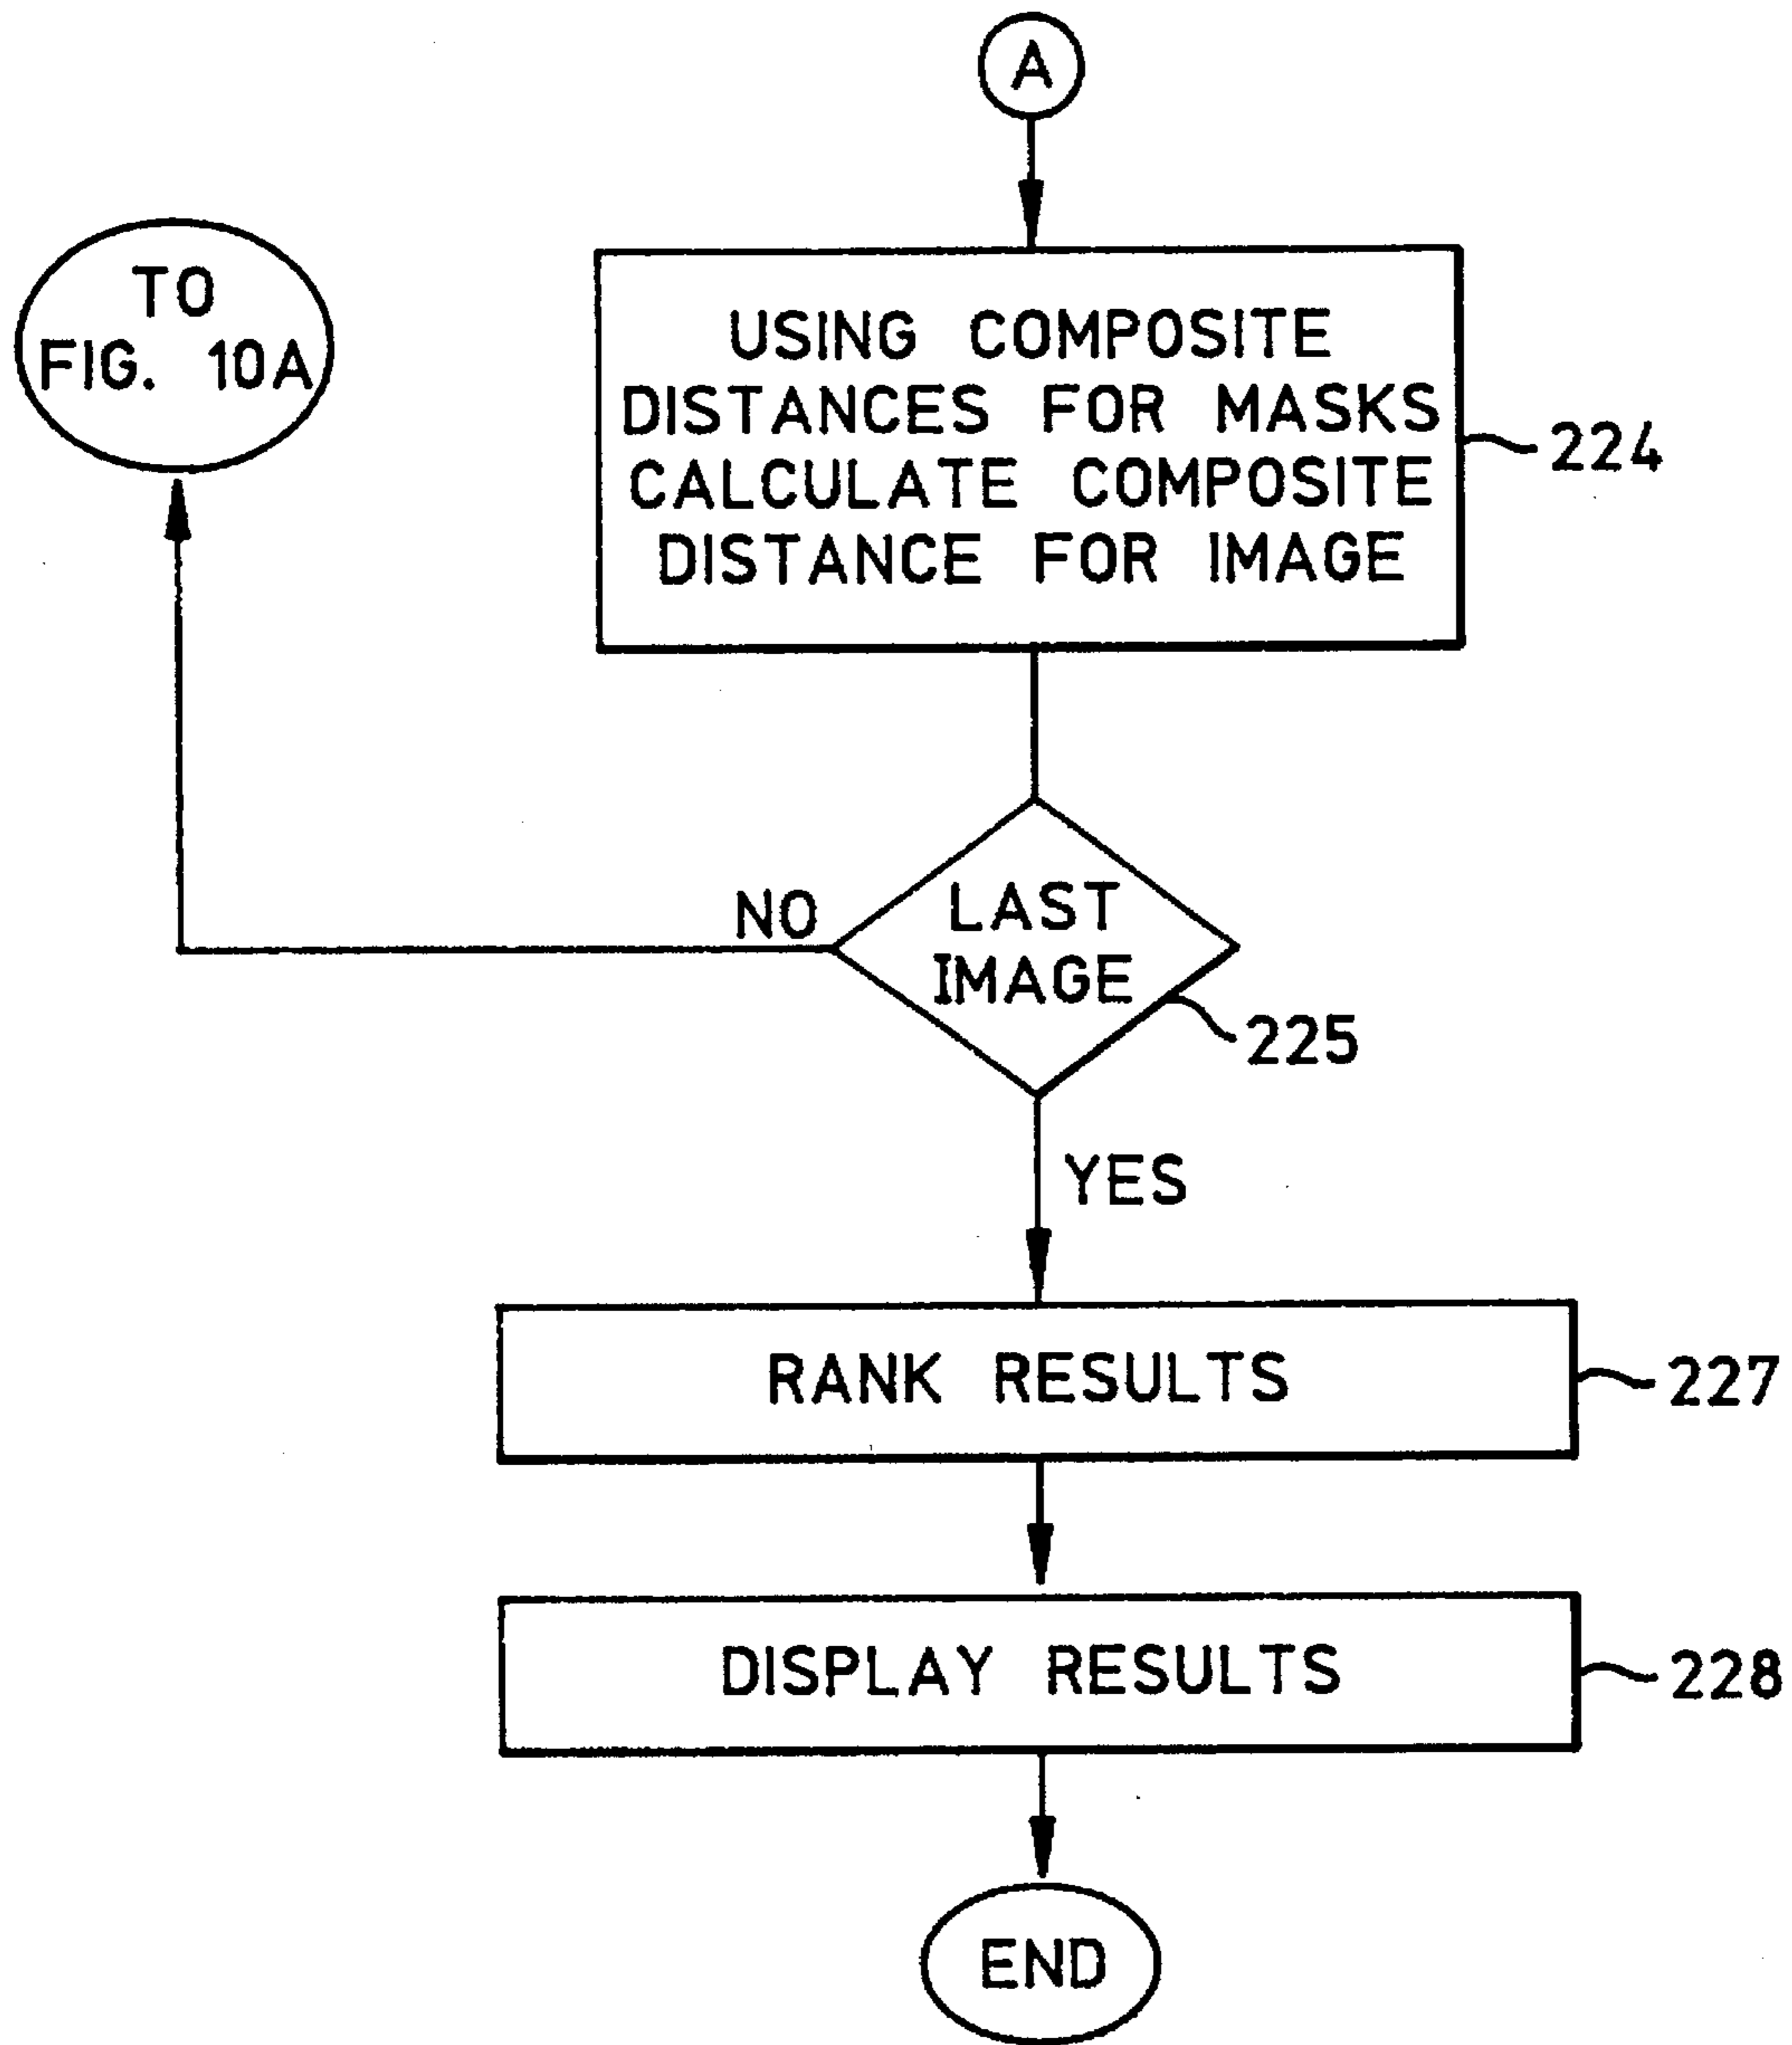 A
TO
FIG. 10A
USING COMPOSITE
DISTANCES FOR MASKS
CALCULATE COMPOSITE
DISTANCE FOR IMAGE
224
NO
LAST
IMAGE
225
YES
RANK RESULTS
227
DISPLAY RESULTS
228
END